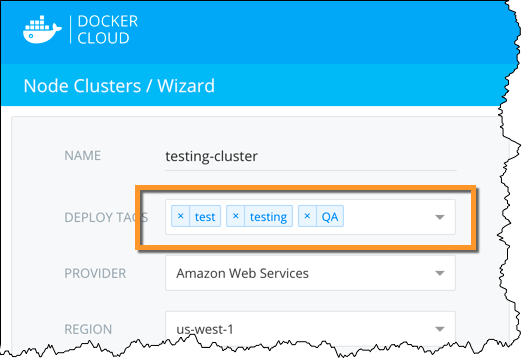 DOCKER
CLOUD
Node Clusters / Wizard
NAME testing-cluster
DEPLOY TAGS × test × testing × QA
PROVIDER Amazon Web Services
REGION us-west-1